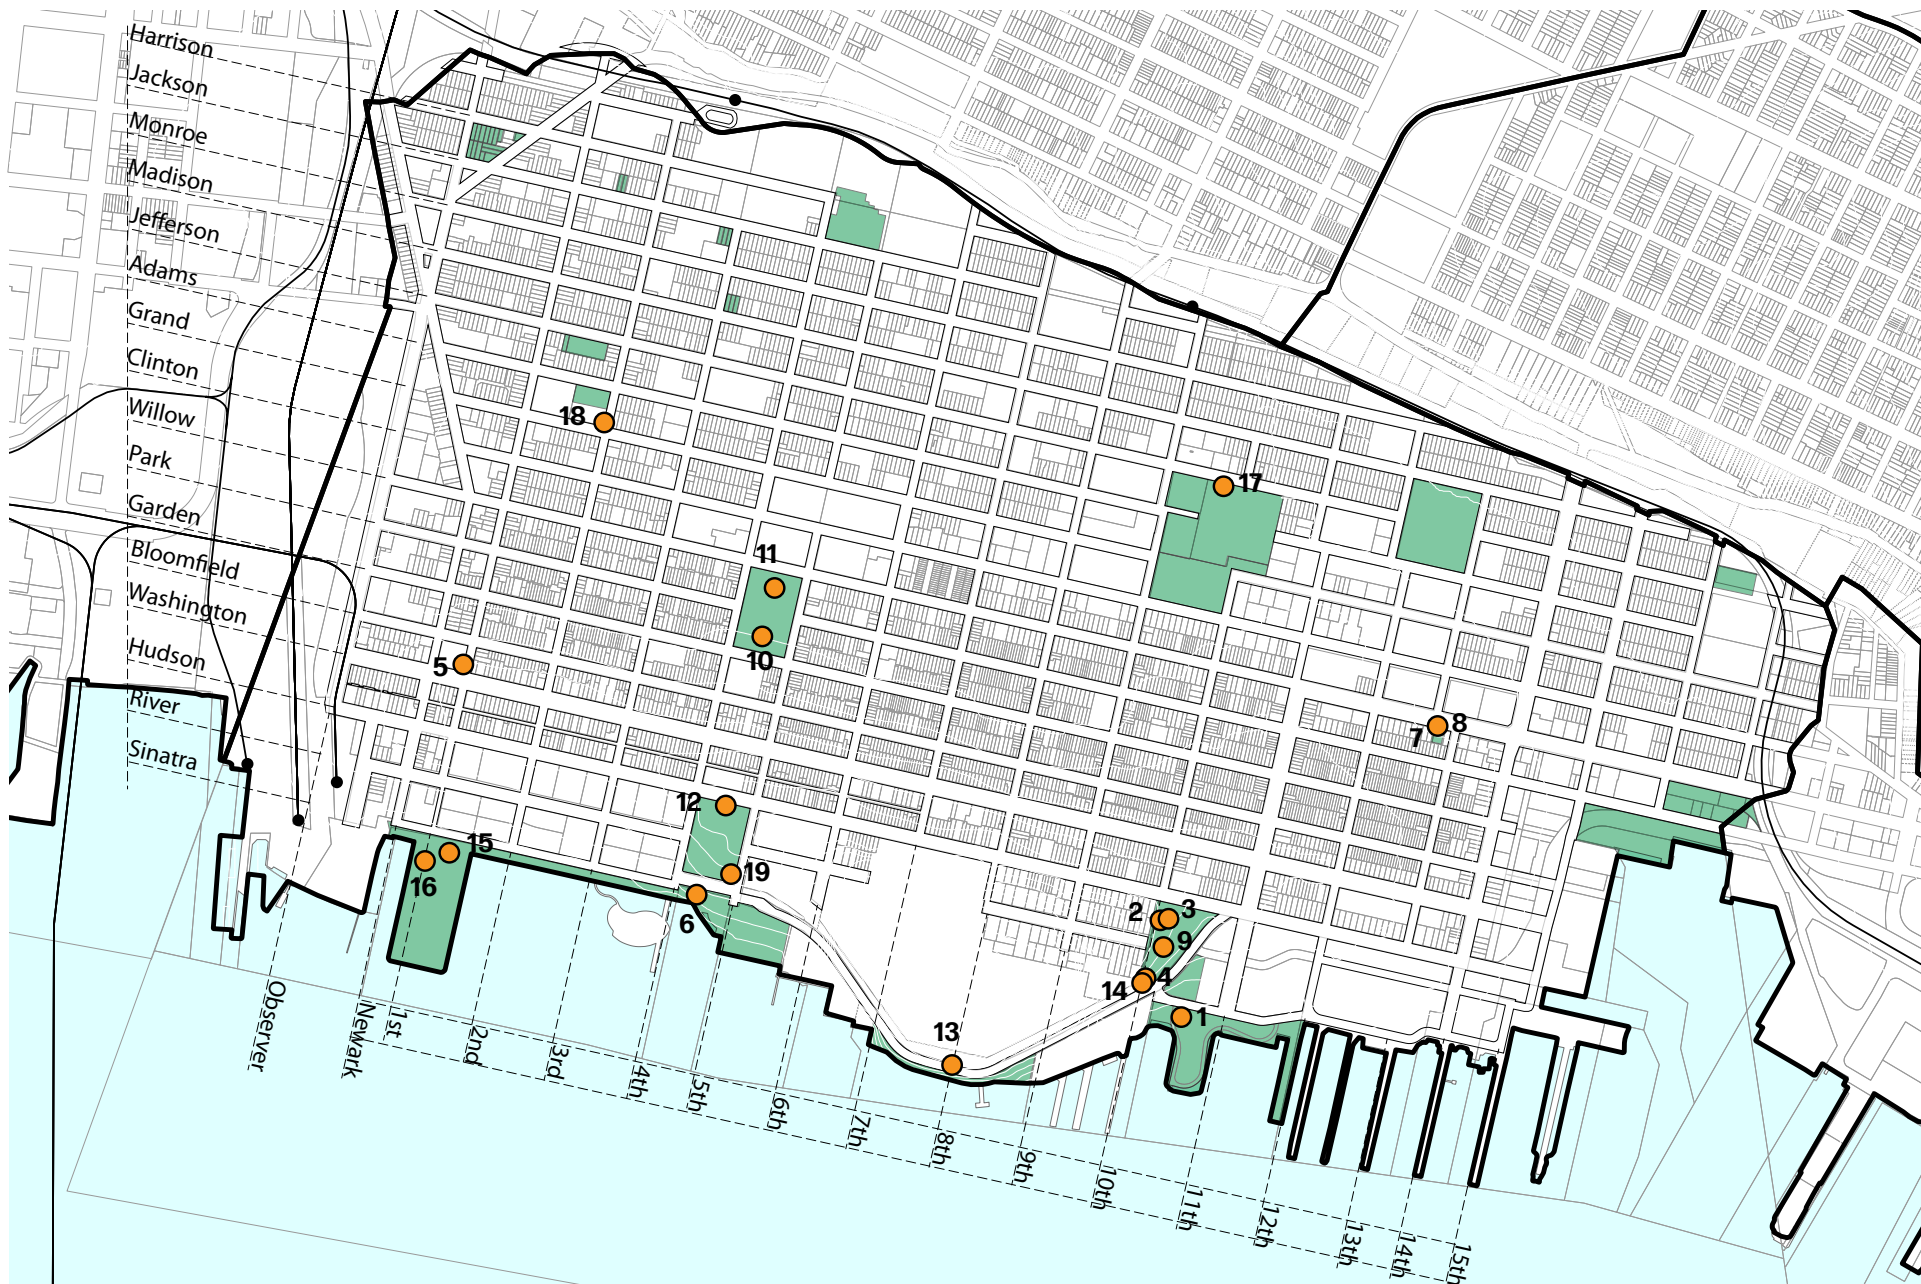 Harrison
Jackson
Monroe
Madison
Jefferson
Adams
Grand
Clinton
Willow
Park
Garden
Bloomfield
Washington
Hudson
River
Sinatra
18
17
11
10
5
8
7
12
15
16
19
6
2
3
9
4
14
1
13
Observer
Newark
1st
2nd
3rd
4th
5th
6th
7th
8th
9th
10th
11th
12th
13th
14th
15th